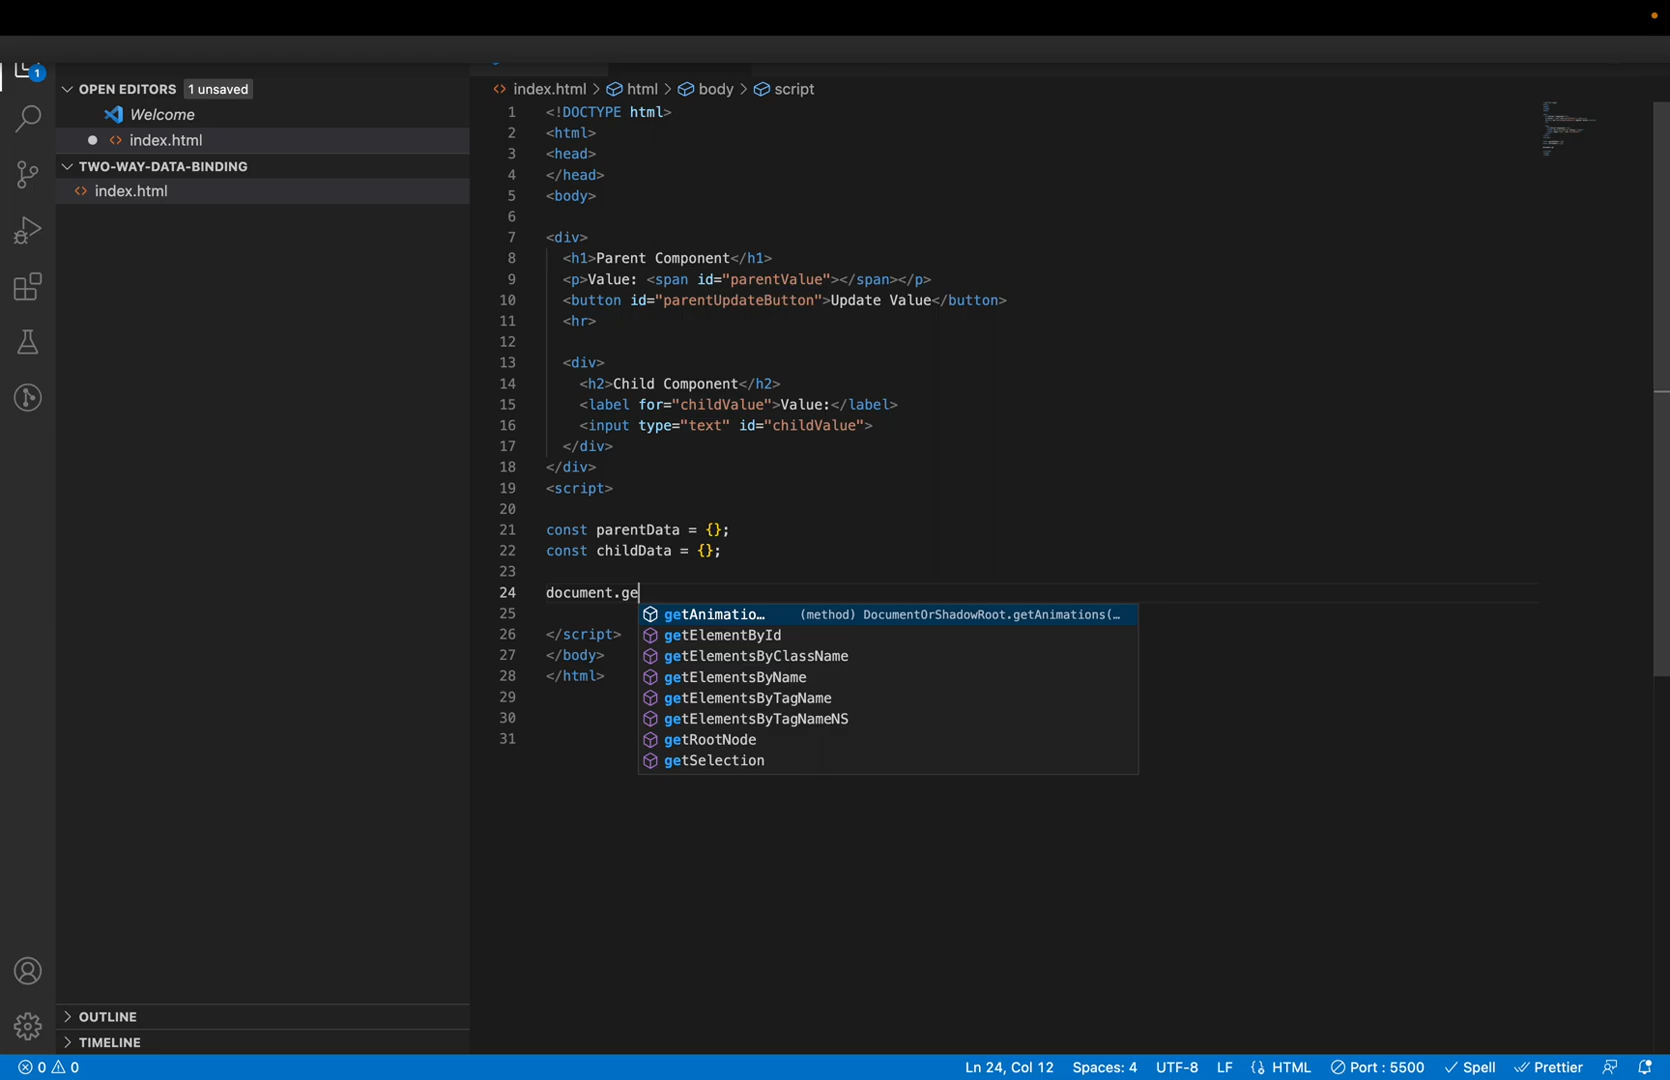 1
OPEN EDITORS 1 unsaved
Welcome
index.html
TWO-WAY-DATA-BINDING
index.html
OUTLINE
TIMELINE
index.html > html > body > script
1 <!DOCTYPE html>
2 <html>
3 <head>
4 </head>
5 <body>
6
7 <div>
8 <h1>Parent Component</h1>
9 <p>Value: <span id="parentValue"></span></p>
10 <button id="parentUpdateButton">Update Value</button>
11 <hr>
12
13 <div>
14 <h2>Child Component</h2>
15 <label for="childValue">Value:</label>
16 <input type="text" id="childValue">
17 </div>
18 </div>
19 <script>
20
21 const parentData = {};
22 const childData = {};
23
24 document.ge
25
26 </script>
27 </body>
28 </html>
29
30
31
getAnimatio… (method) DocumentOrShadowRoot.getAnimations(…
getElementById
getElementsByClassName
getElementsByName
getElementsByTagName
getElementsByTagNameNS
getRootNode
getSelection
0 0 Ln 24, Col 12 Spaces: 4 UTF-8 LF HTML Port : 5500 Spell Prettier